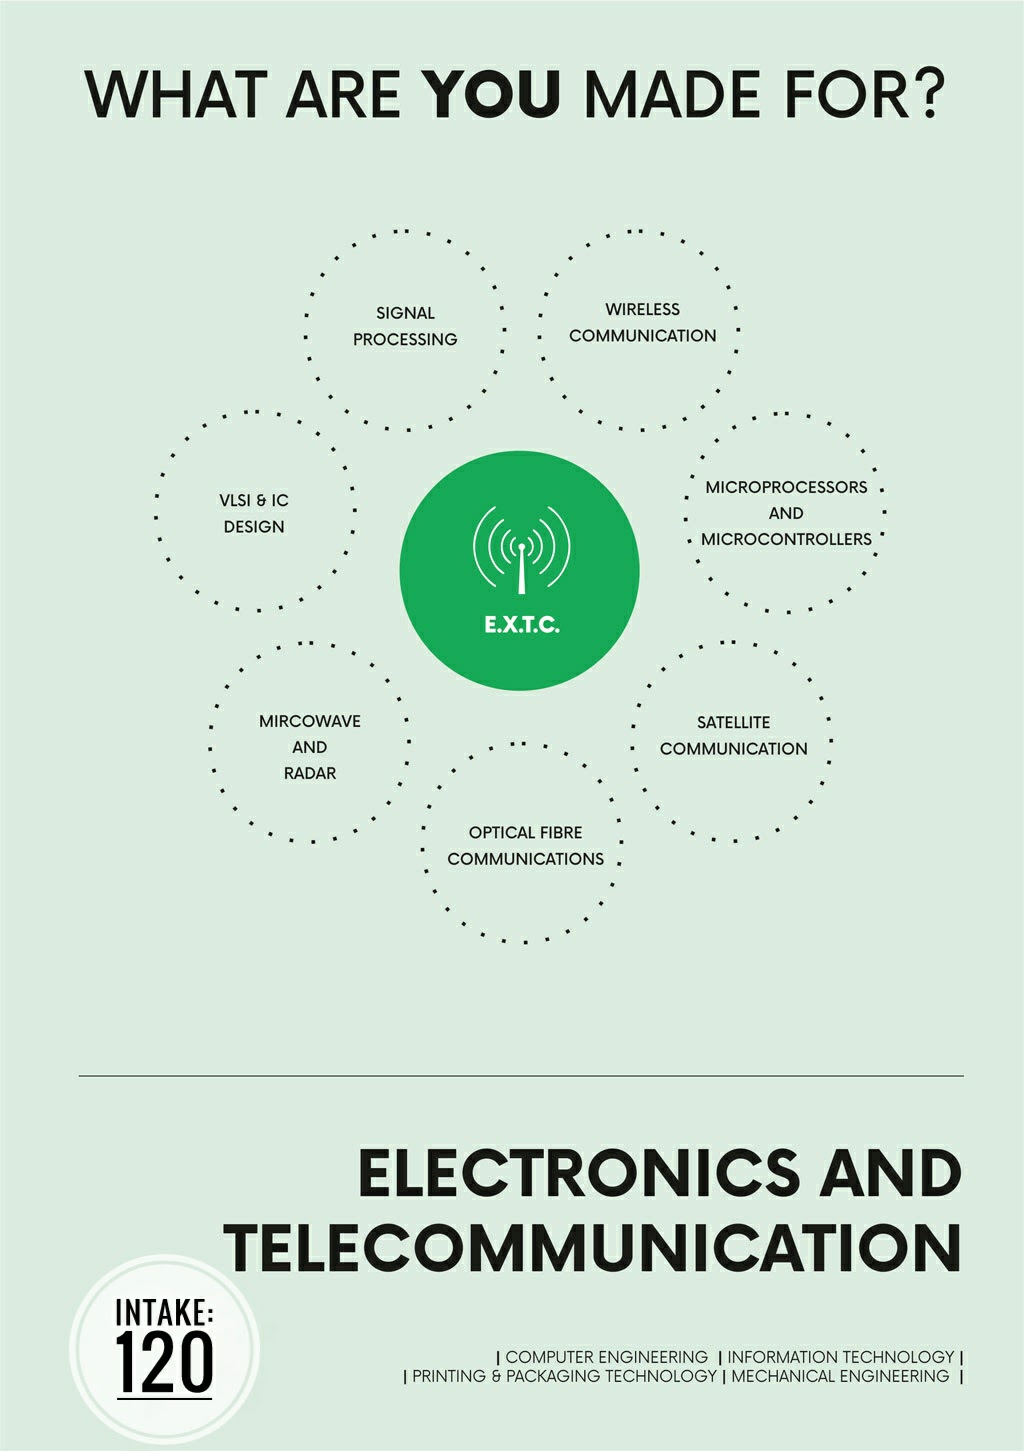 WHAT ARE YOU MADE FOR?
SIGNAL
PROCESSING
WIRELESS
COMMUNICATION
VLSI & IC
DESIGN
MICROPROCESSORS
AND
MICROCONTROLLERS
E.X.T.C.
MIRCOWAVE
AND
RADAR
SATELLITE
COMMUNICATION
OPTICAL FIBRE
COMMUNICATIONS
ELECTRONICS AND
TELECOMMUNICATION
INTAKE:
120
| COMPUTER ENGINEERING | INFORMATION TECHNOLOGY |
| PRINTING & PACKAGING TECHNOLOGY | MECHANICAL ENGINEERING |